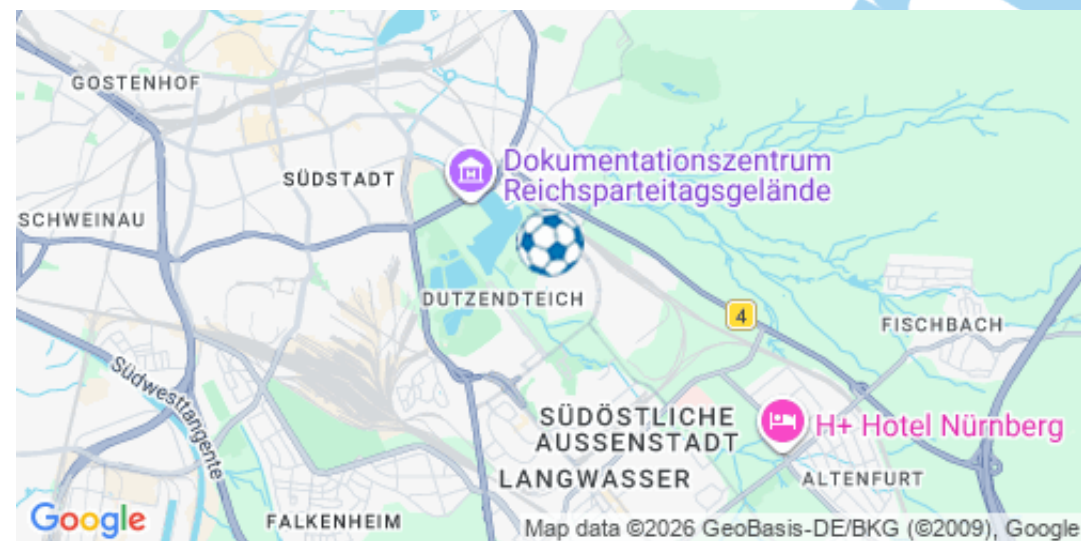 GOSTENHOF
Dokumentationszentrum
Reichsparteitagsgelände
SÜDSTADT
SCHWEINAU
DUTZENDTEICH
4
FISCHBACH
Südwesttangente
SÜDÖSTLICHE
AUSSENSTADT
H+ Hotel Nürnberg
LANGWASSER
ALTENFURT
Google
FALKENHEIM
Map data ©2026 GeoBasis-DE/BKG (©2009), Google